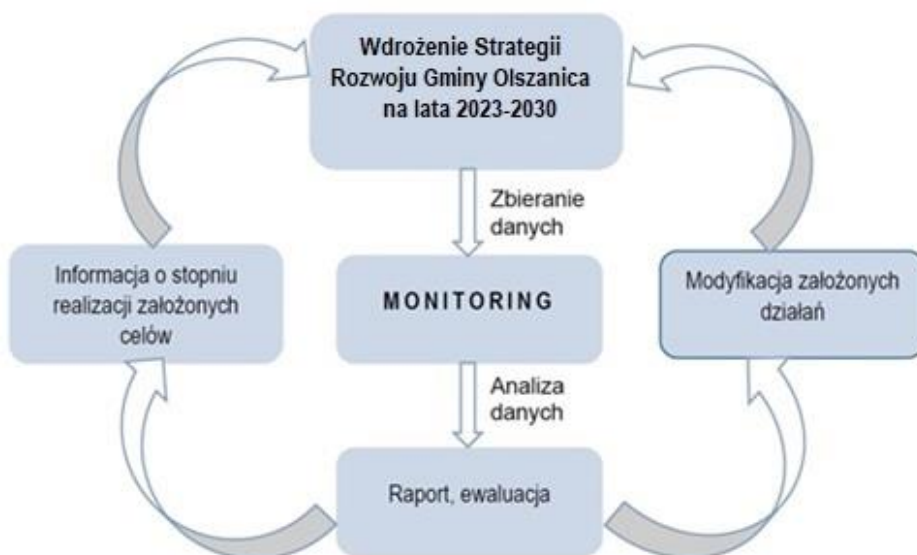 Wdrożenie Strategii
Rozwoju Gminy Olszanica
na lata 2023-2030
Zbieranie
danych
Informacja o stopniu
realizacji założonych
celów
MONITORING
Modyfikacja założonych
działań
Analiza
danych
Raport, ewaluacja